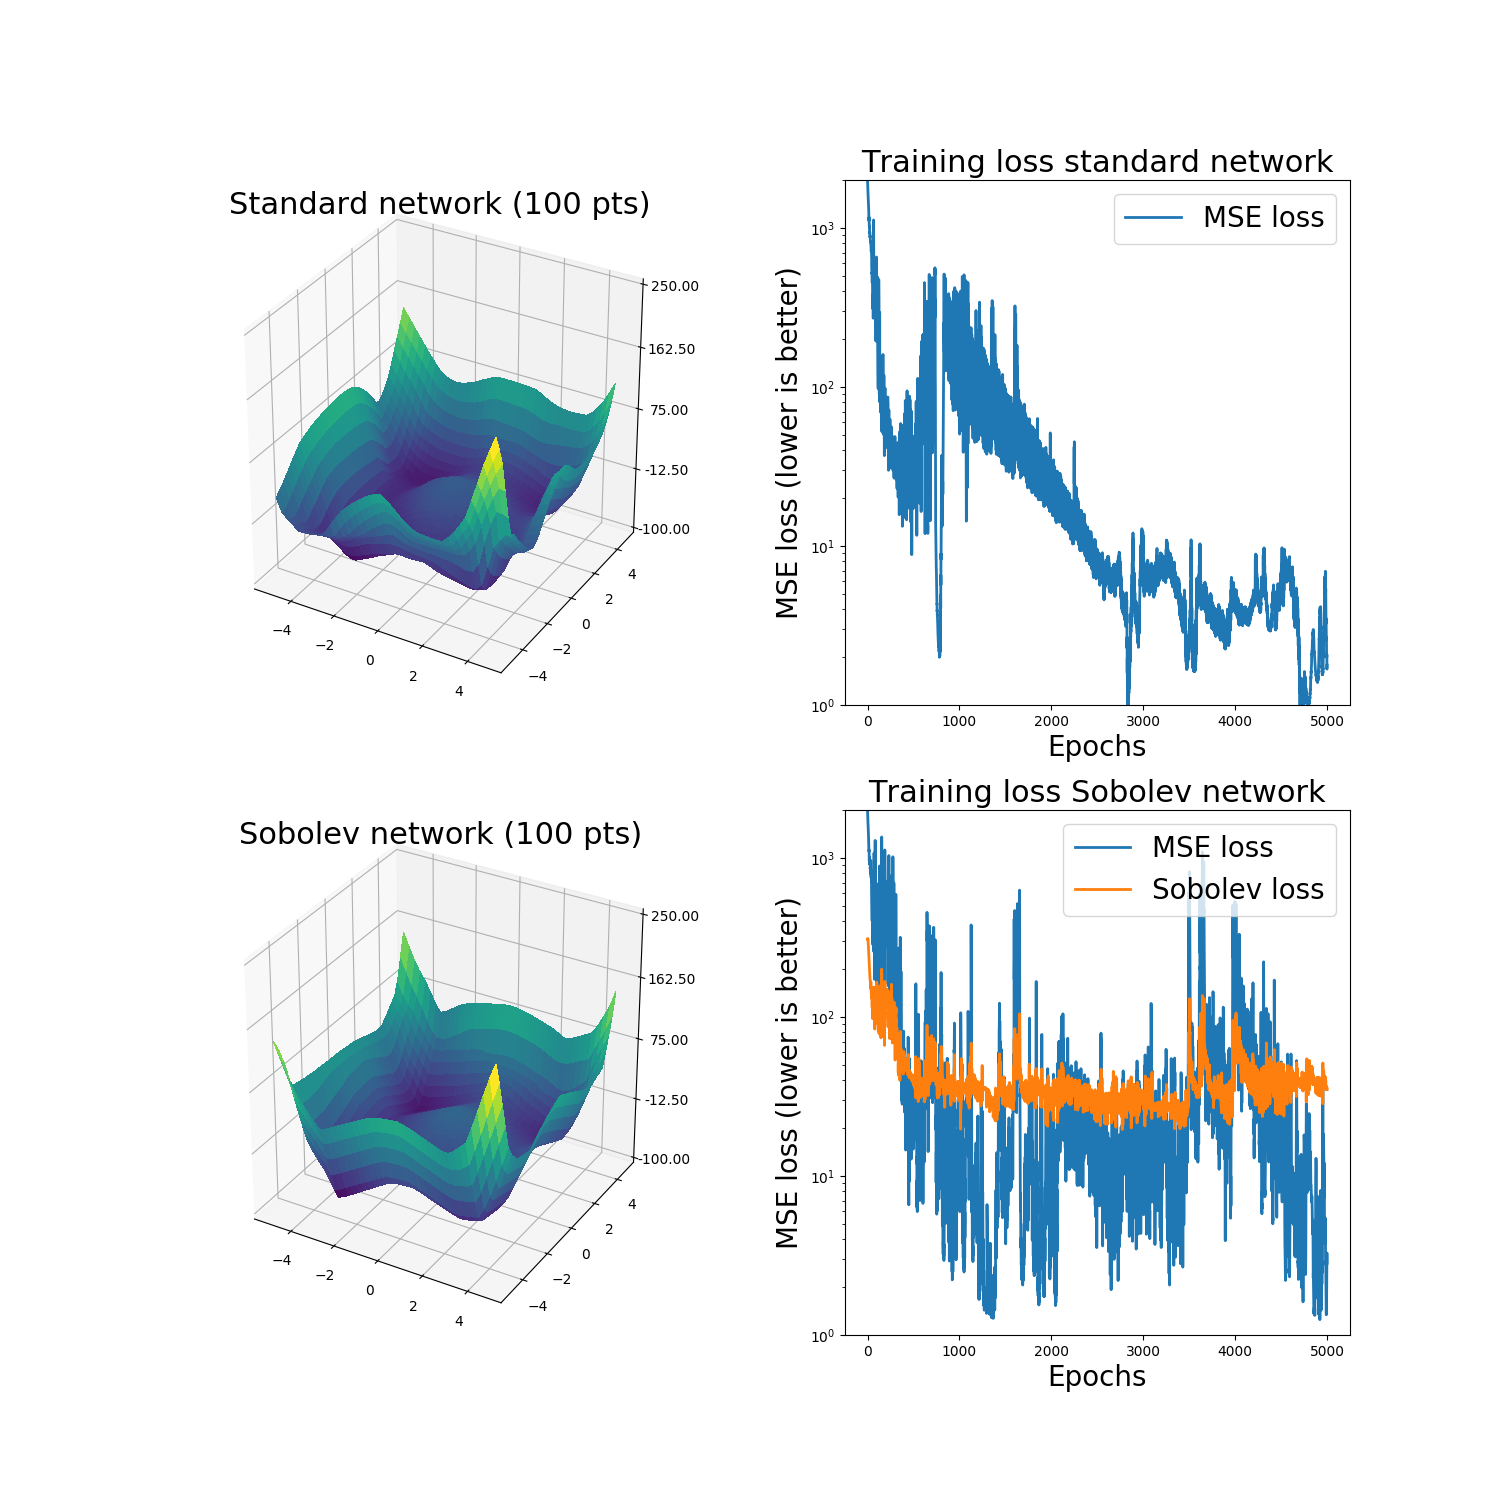 Standard network (100 pts)
250.00
162.50
75.00
-12.50
-100.00
−4
−2
0
2
4
−4
−2
0
2
4
Training loss standard network
MSE loss
MSE loss (lower is better)
10³
10²
10¹
10⁰
0 1000 2000 3000 4000 5000
Epochs
Sobolev network (100 pts)
250.00
162.50
75.00
-12.50
-100.00
−4
−2
0
2
4
−4
−2
0
2
4
Training loss Sobolev network
MSE loss
Sobolev loss
MSE loss (lower is better)
10³
10²
10¹
10⁰
0 1000 2000 3000 4000 5000
Epochs